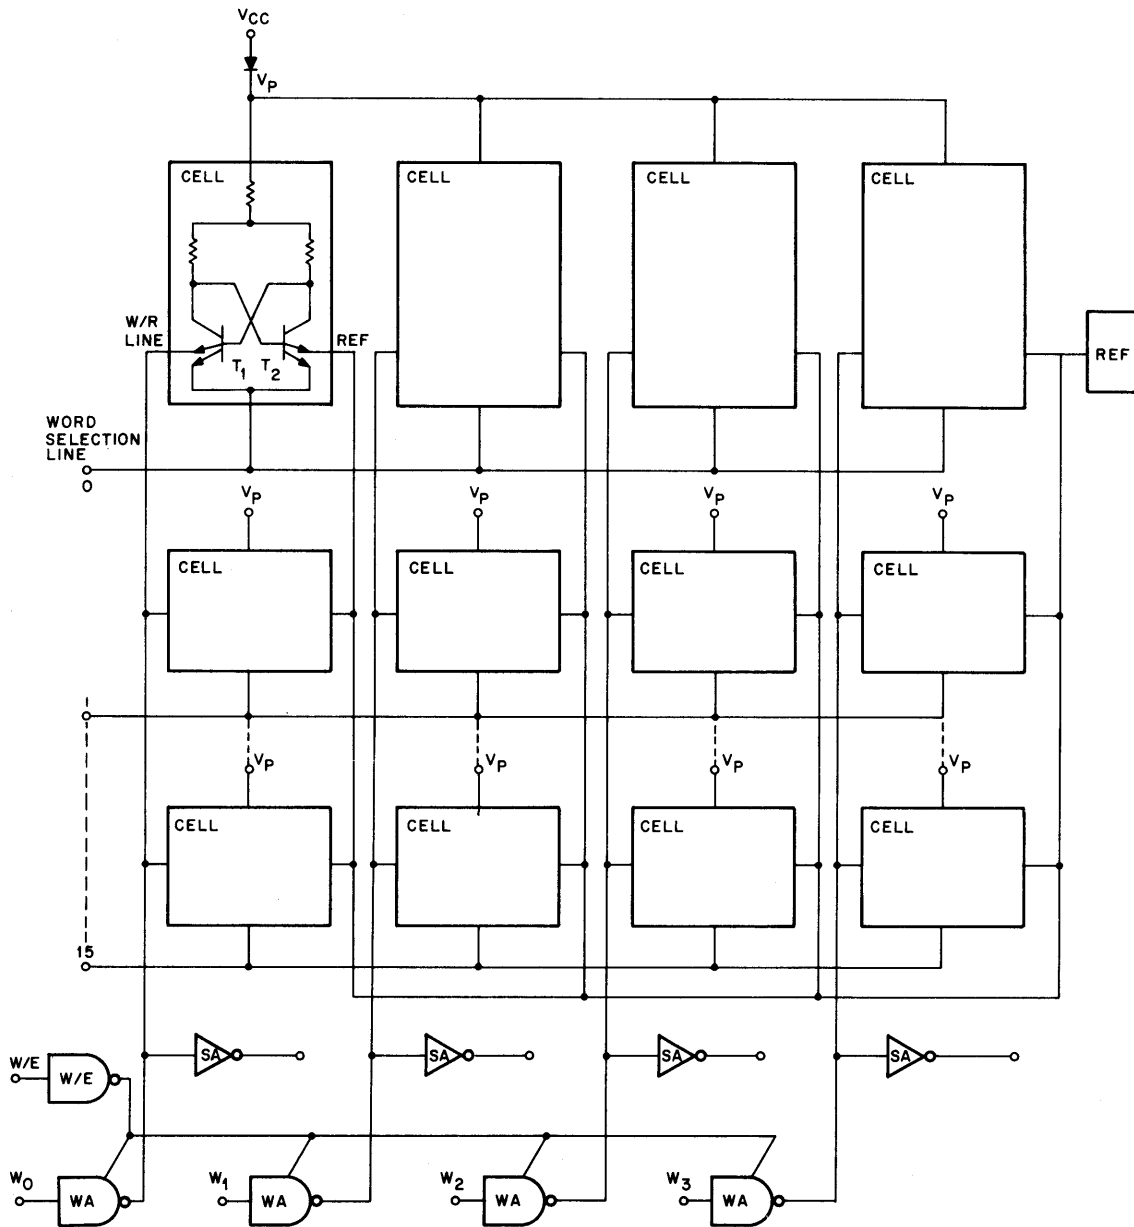 VCC
VP
CELL CELL CELL CELL
W/R
LINE
REF
T1 T2
REF
WORD
SELECTION
LINE
0
VP VP VP VP
CELL CELL CELL CELL
VP VP VP VP
CELL CELL CELL CELL
15
W/E
W/E
SA SA SA SA
W0 W1 W2 W3
WA WA WA WA